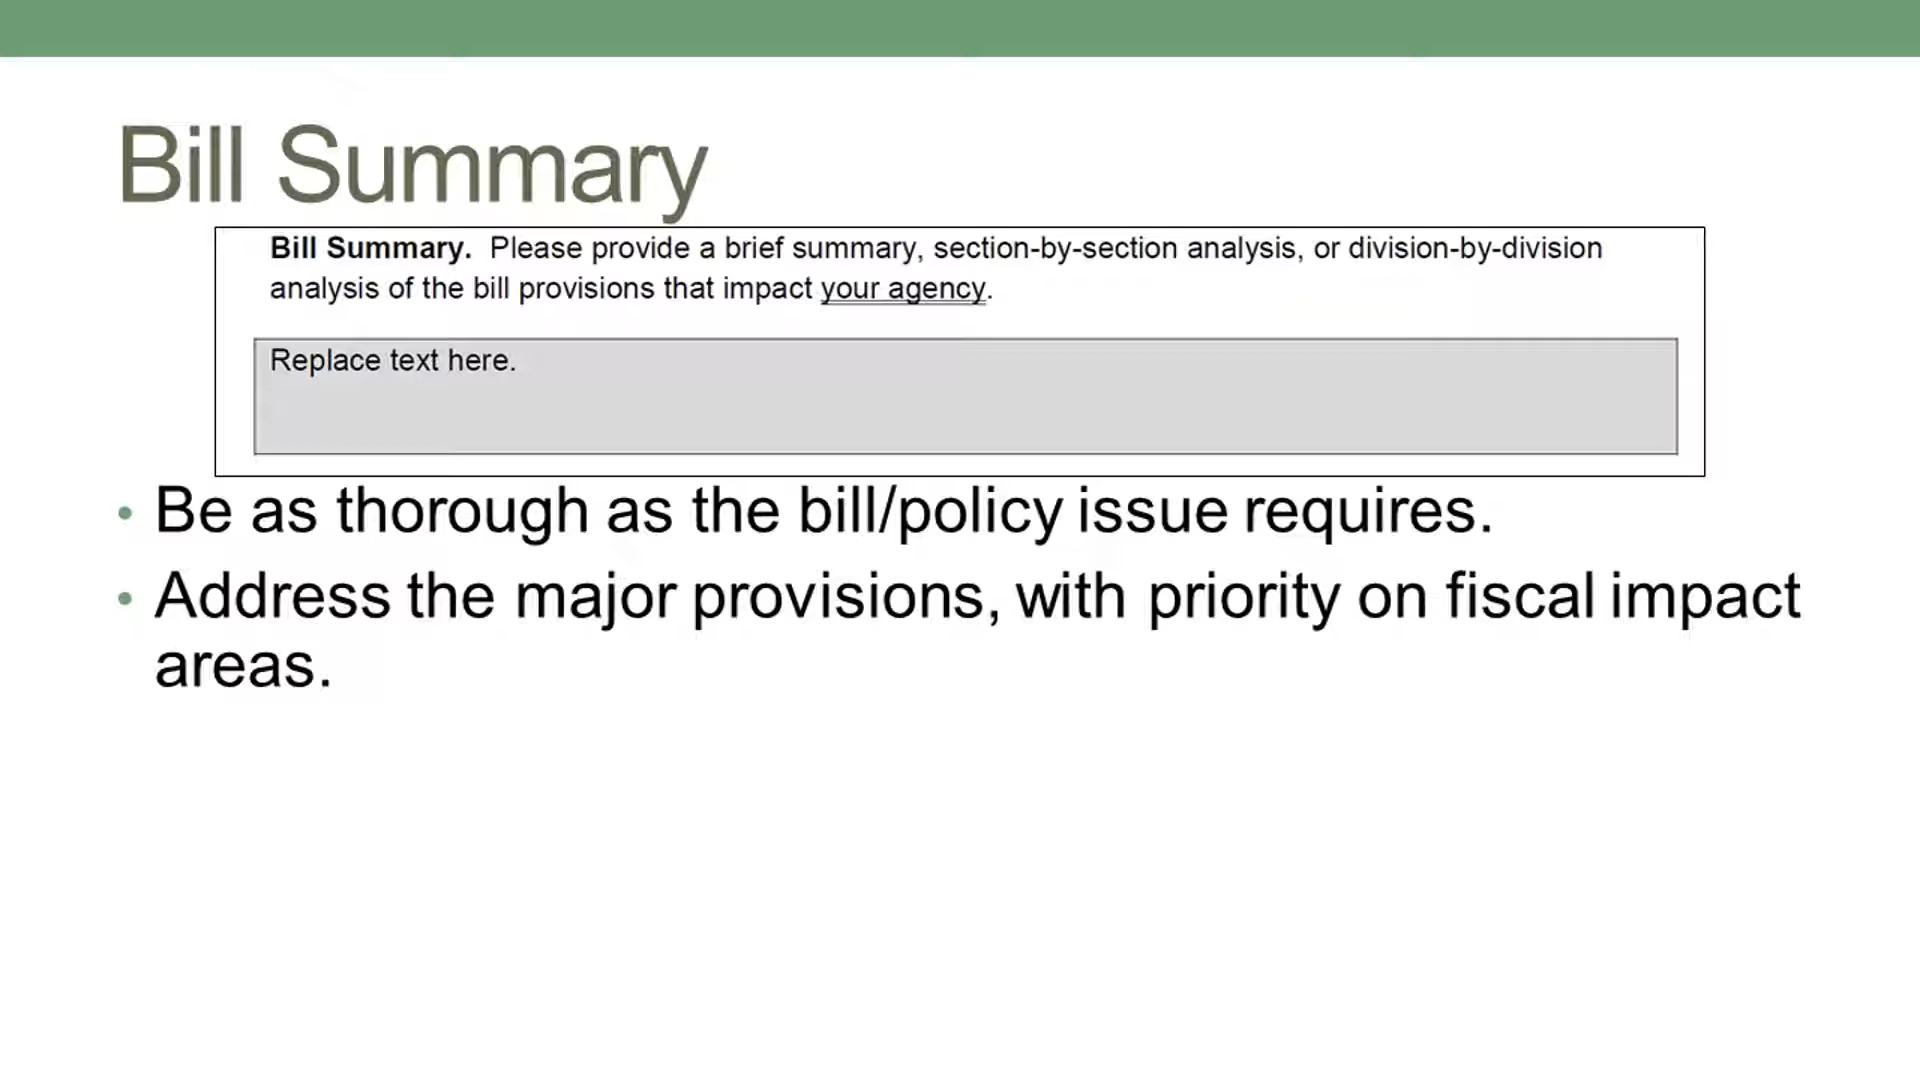 Bill Summary
Bill Summary. Please provide a brief summary, section-by-section analysis, or division-by-division
analysis of the bill provisions that impact your agency.
Replace text here.
• Be as thorough as the bill/policy issue requires.
• Address the major provisions, with priority on fiscal impact
areas.